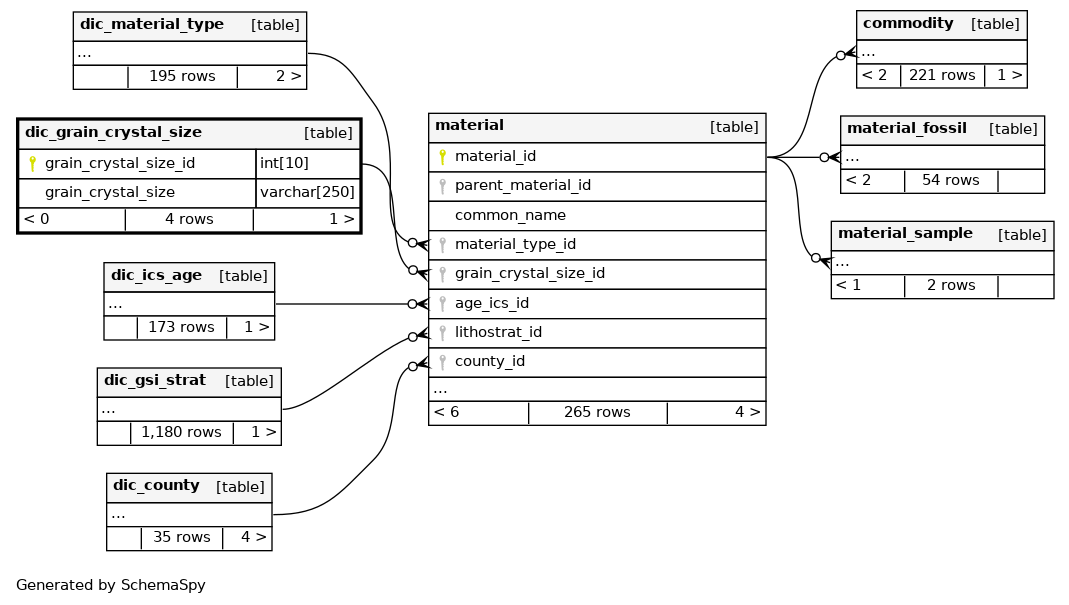 dic_material_type [table]
...
195 rows 2 >
dic_grain_crystal_size [table]
grain_crystal_size_id int[10]
grain_crystal_size varchar[250]
< 0 4 rows 1 >
dic_ics_age [table]
...
173 rows 1 >
dic_gsi_strat [table]
...
1,180 rows 1 >
dic_county [table]
...
35 rows 4 >
material [table]
material_id
parent_material_id
common_name
material_type_id
grain_crystal_size_id
age_ics_id
lithostrat_id
county_id
...
< 6 265 rows 4 >
commodity [table]
...
< 2 221 rows 1 >
material_fossil [table]
...
< 2 54 rows
material_sample [table]
...
< 1 2 rows
Generated by SchemaSpy